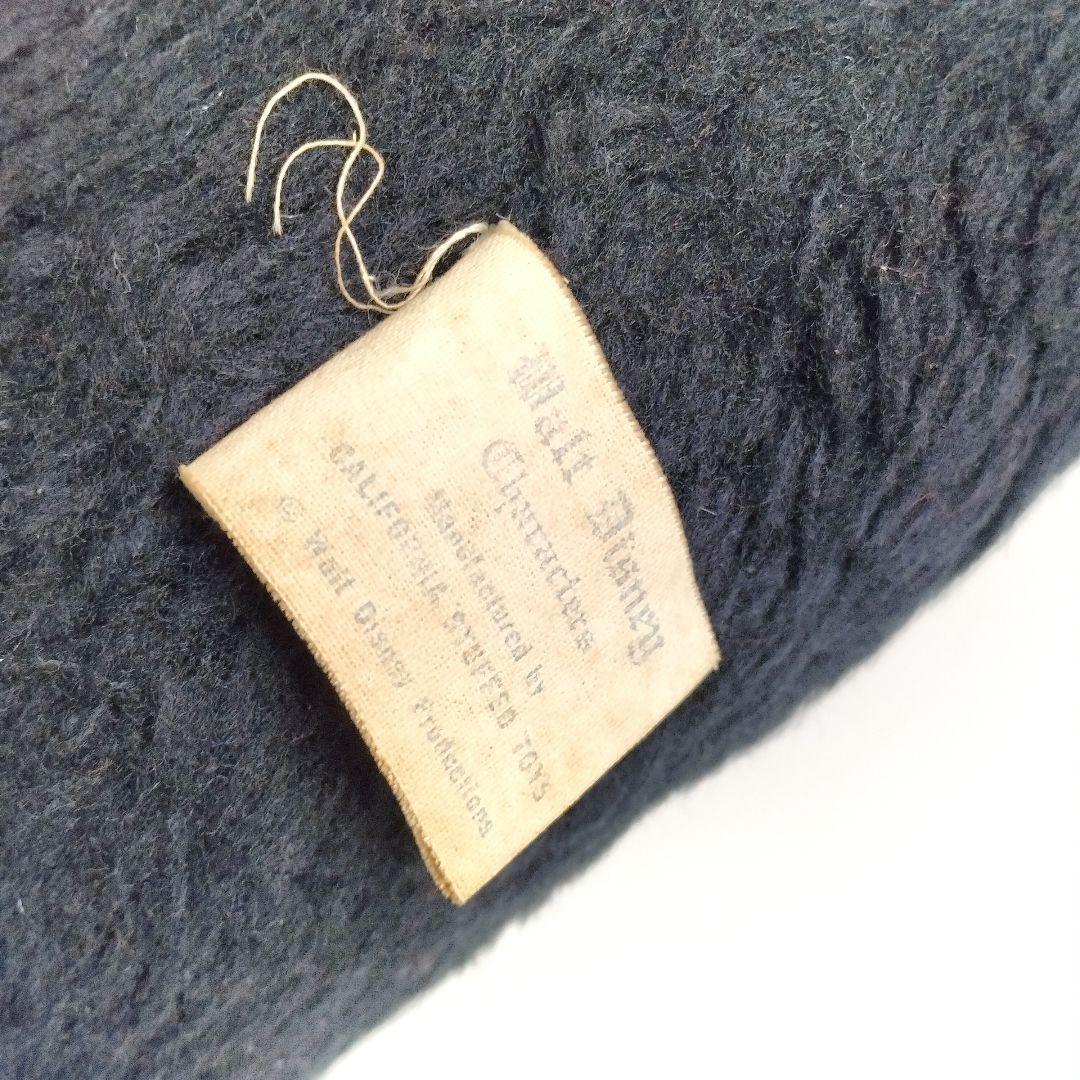 Walt Disney
Characters
Manufactured by
CALIFORNIA STUFFED TOYS
© Walt Disney Productions